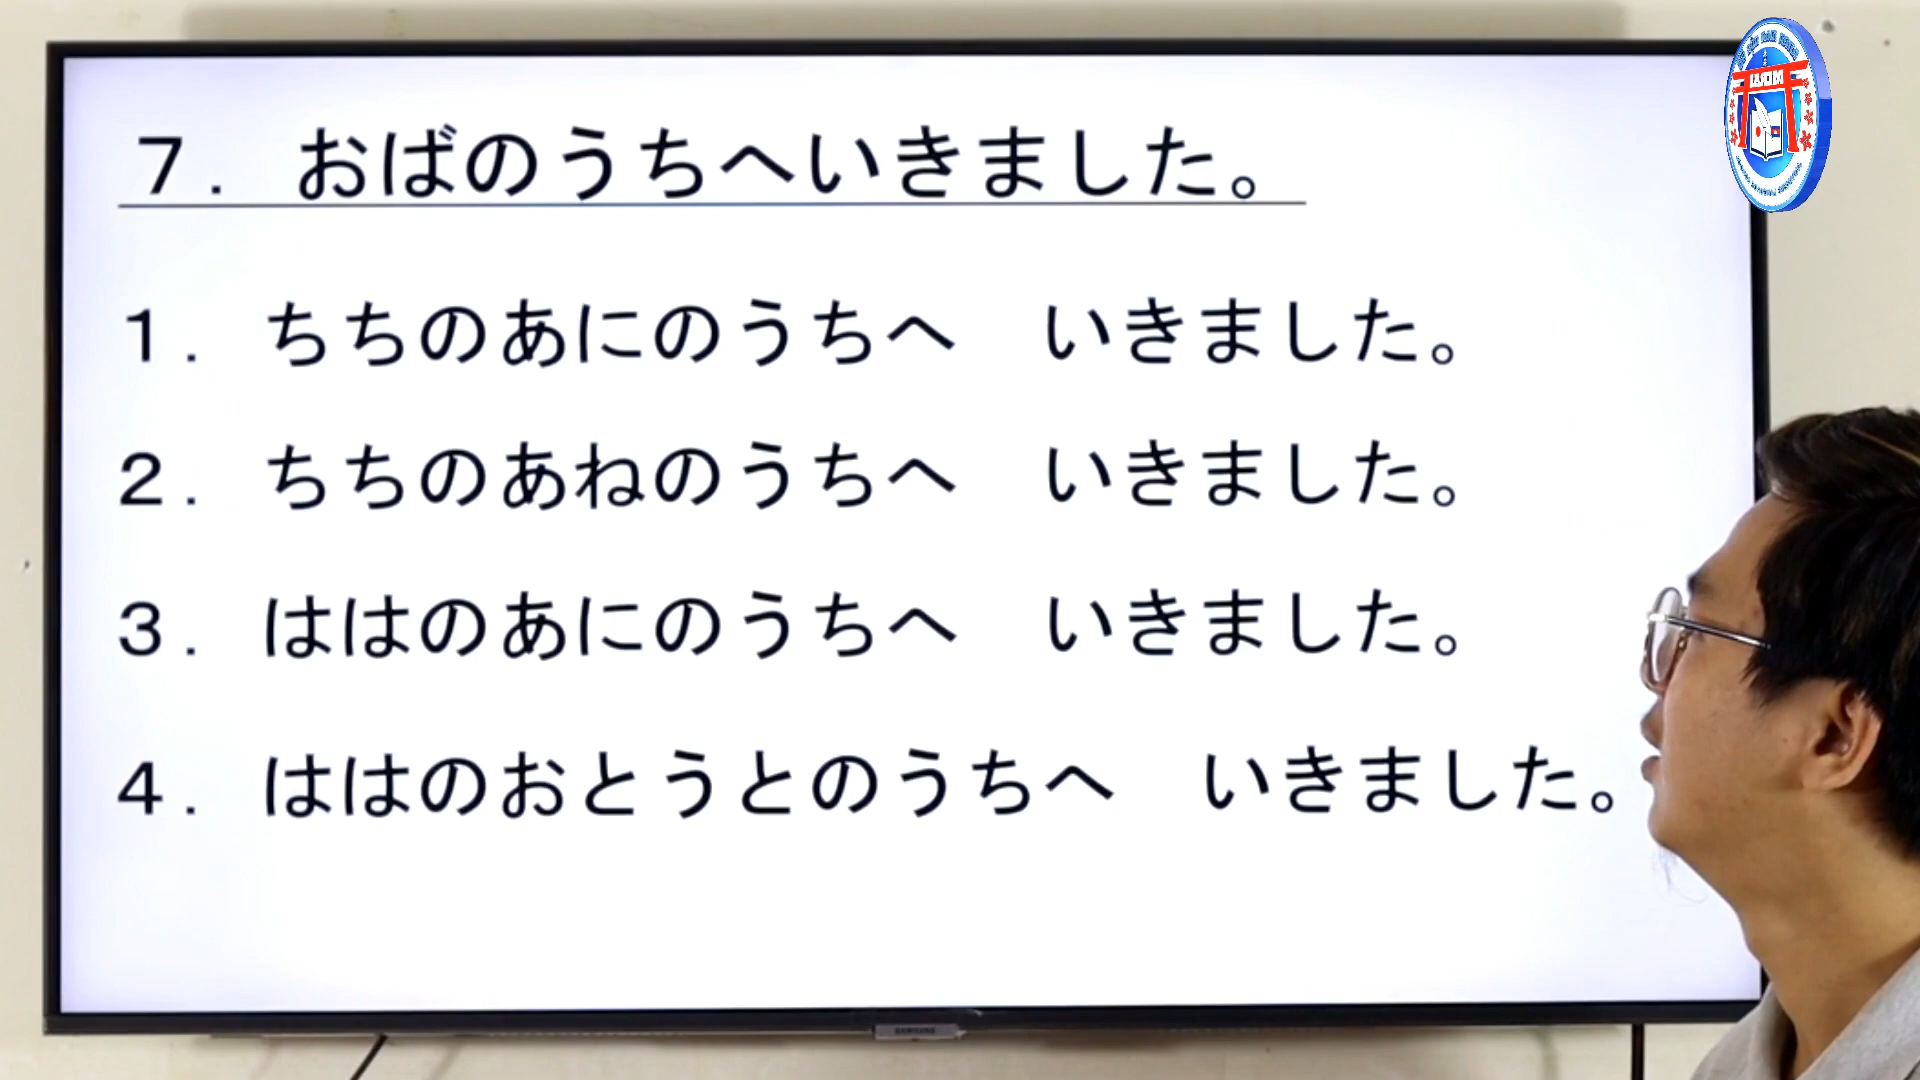 ７． おばのうちへいきました。
１． ちちのあにのうちへ　いきました。
２． ちちのあねのうちへ　いきました。
３． ははのあにのうちへ　いきました。
４． ははのおとうとのうちへ　いきました。
SAMSUNG